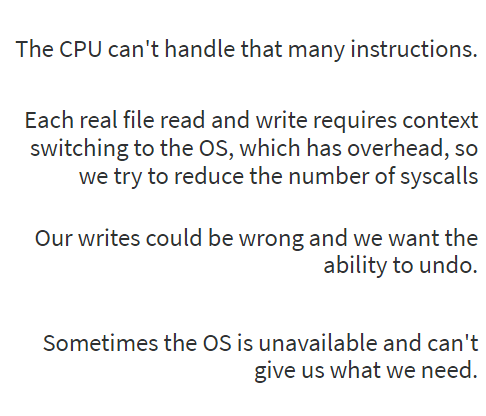 The CPU can't handle that many instructions.
Each real file read and write requires context
switching to the OS, which has overhead, so
we try to reduce the number of syscalls
Our writes could be wrong and we want the
ability to undo.
Sometimes the OS is unavailable and can't
give us what we need.